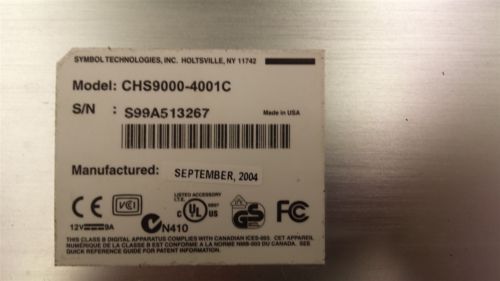 SYMBOL TECHNOLOGIES, INC. HOLTSVILLE, NY 11742
Model: CHS9000-4001C
S/N : S99A513267
Made in USA
Manufactured: SEPTEMBER, 2004
LISTED ACCESSORY
I.T.E.
CE VCI C UL US GS FC
12V 9A
N410
THIS CLASS B DIGITAL APPARATUS COMPLIES WITH CANADIAN ICES-003. CET APPAREIL
NUMÉRIQUE DE LA CLASSE B EST CONFORME A LA NORME NMB-003 DU CANADA. SEE
QUICK REFERENCE GUIDE FOR PATENT INFORMATION.